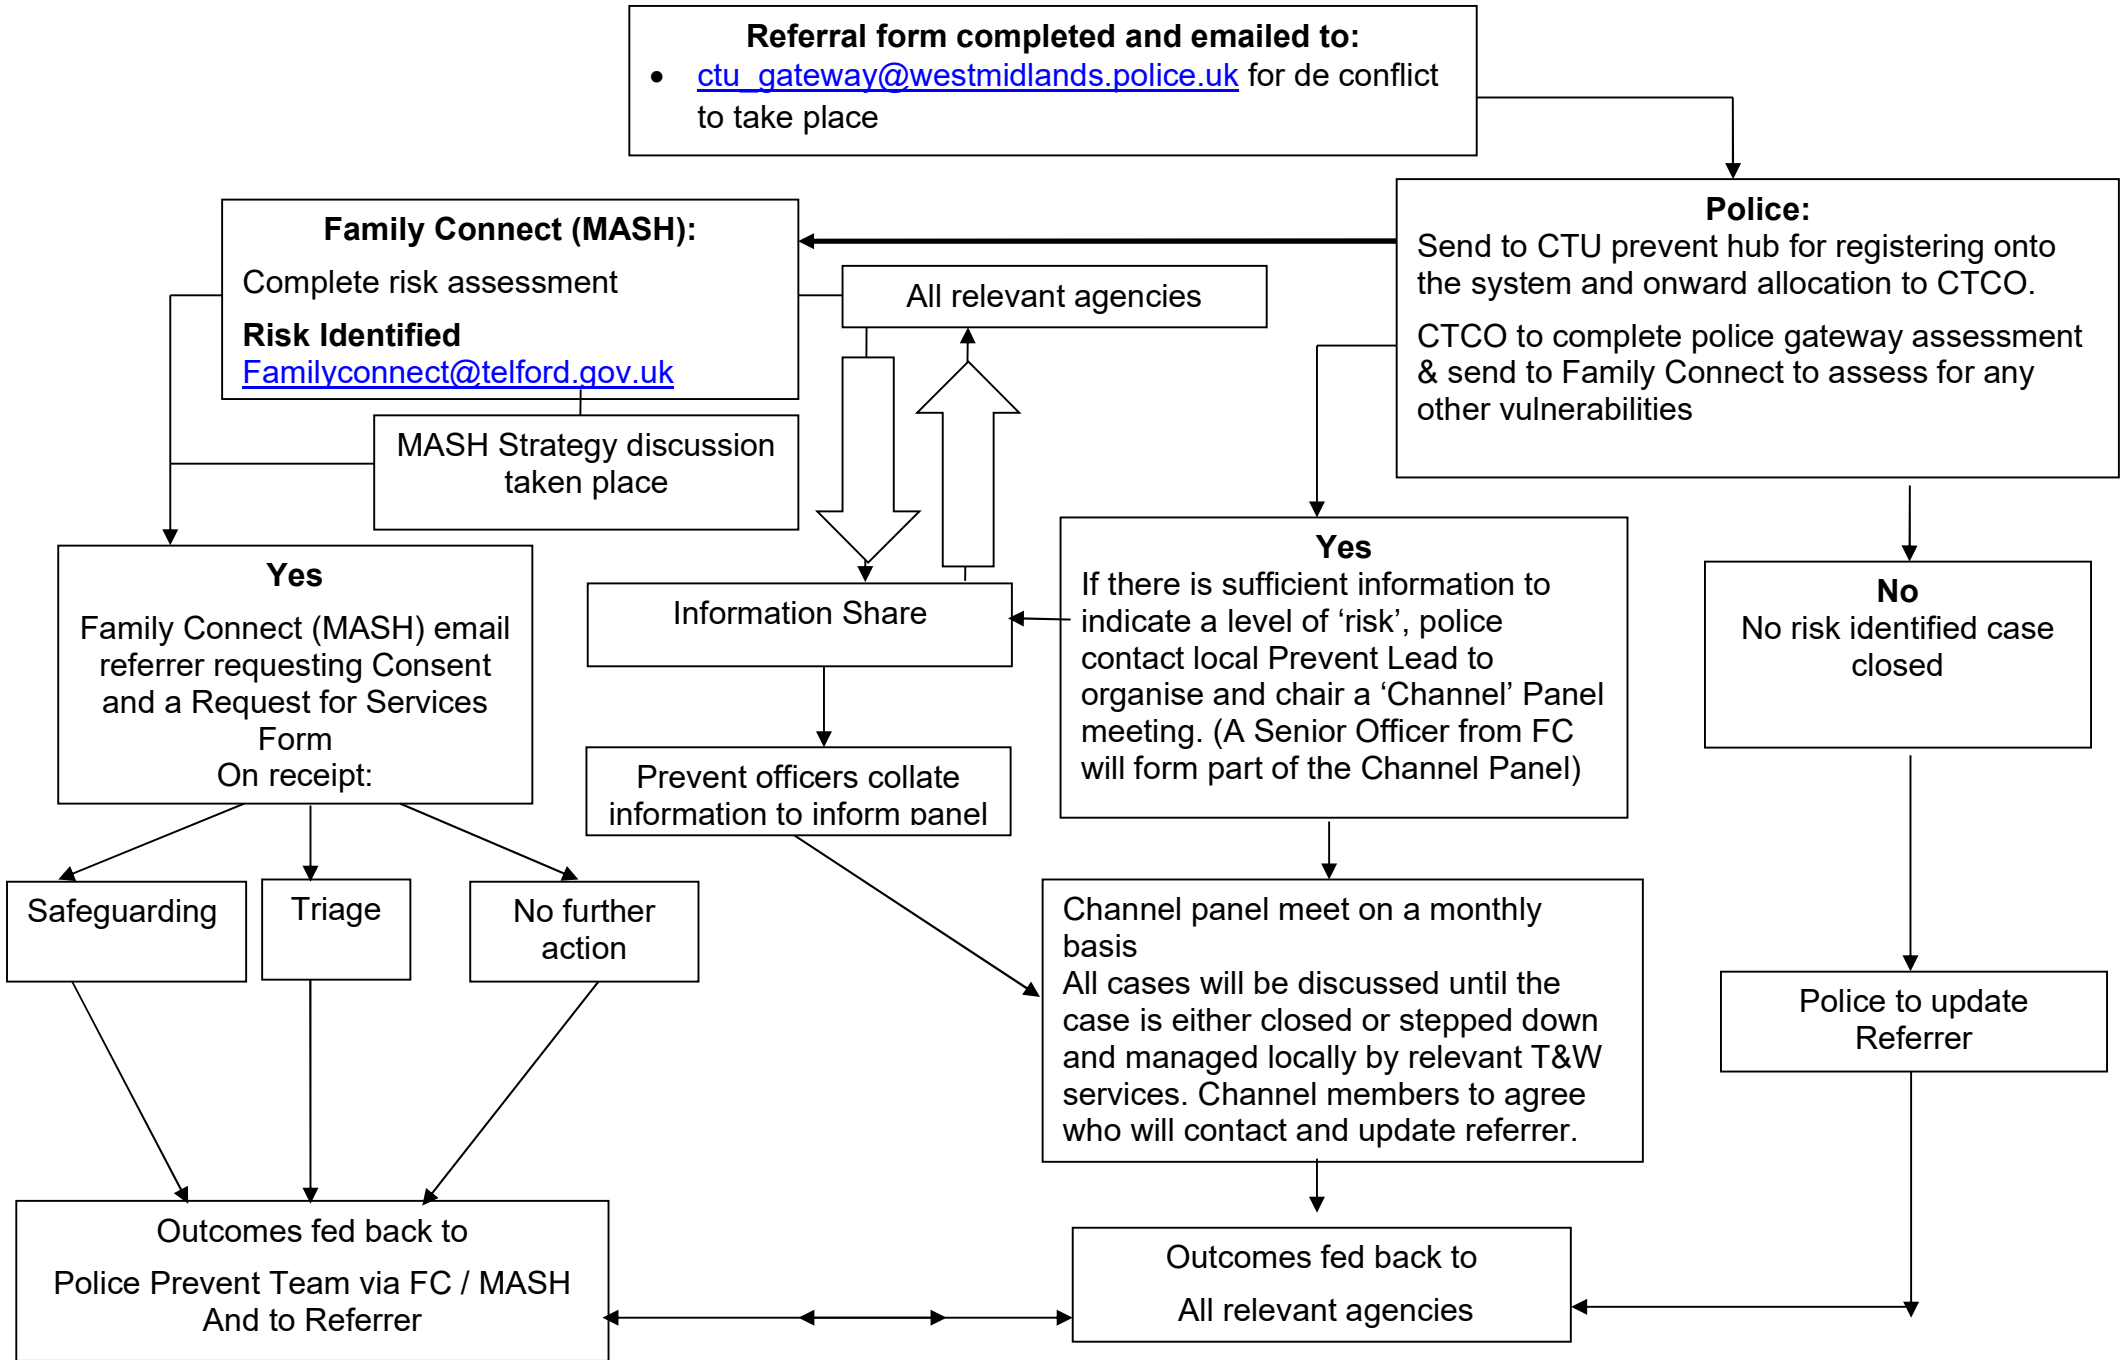 Referral form completed and emailed to:
• ctu_gateway@westmidlands.police.uk for de conflict
to take place
Family Connect (MASH):
Complete risk assessment
Risk Identified
Familyconnect@telford.gov.uk
All relevant agencies
Police:
Send to CTU prevent hub for registering onto
the system and onward allocation to CTCO.
CTCO to complete police gateway assessment
& send to Family Connect to assess for any
other vulnerabilities
MASH Strategy discussion
taken place
Yes
Family Connect (MASH) email
referrer requesting Consent
and a Request for Services
Form
On receipt:
Information Share
Yes
If there is sufficient information to
indicate a level of ‘risk’, police
contact local Prevent Lead to
organise and chair a ‘Channel’ Panel
meeting. (A Senior Officer from FC
will form part of the Channel Panel)
No
No risk identified case
closed
Prevent officers collate
information to inform panel
Safeguarding
Triage
No further
action
Channel panel meet on a monthly
basis
All cases will be discussed until the
case is either closed or stepped down
and managed locally by relevant T&W
services. Channel members to agree
who will contact and update referrer.
Police to update
Referrer
Outcomes fed back to
Police Prevent Team via FC / MASH
And to Referrer
Outcomes fed back to
All relevant agencies